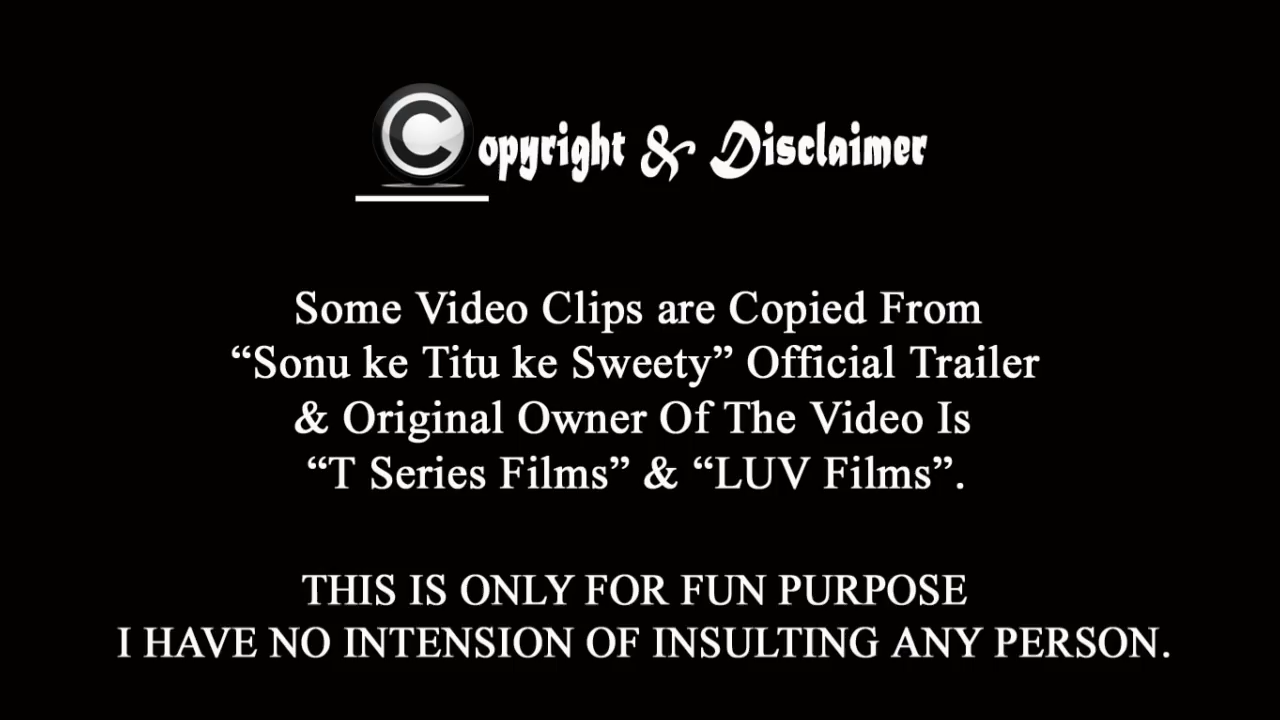 Copyright & Disclaimer
Some Video Clips are Copied From
“Sonu ke Titu ke Sweety” Official Trailer
& Original Owner Of The Video Is
“T Series Films” & “LUV Films”.
THIS IS ONLY FOR FUN PURPOSE
I HAVE NO INTENSION OF INSULTING ANY PERSON.